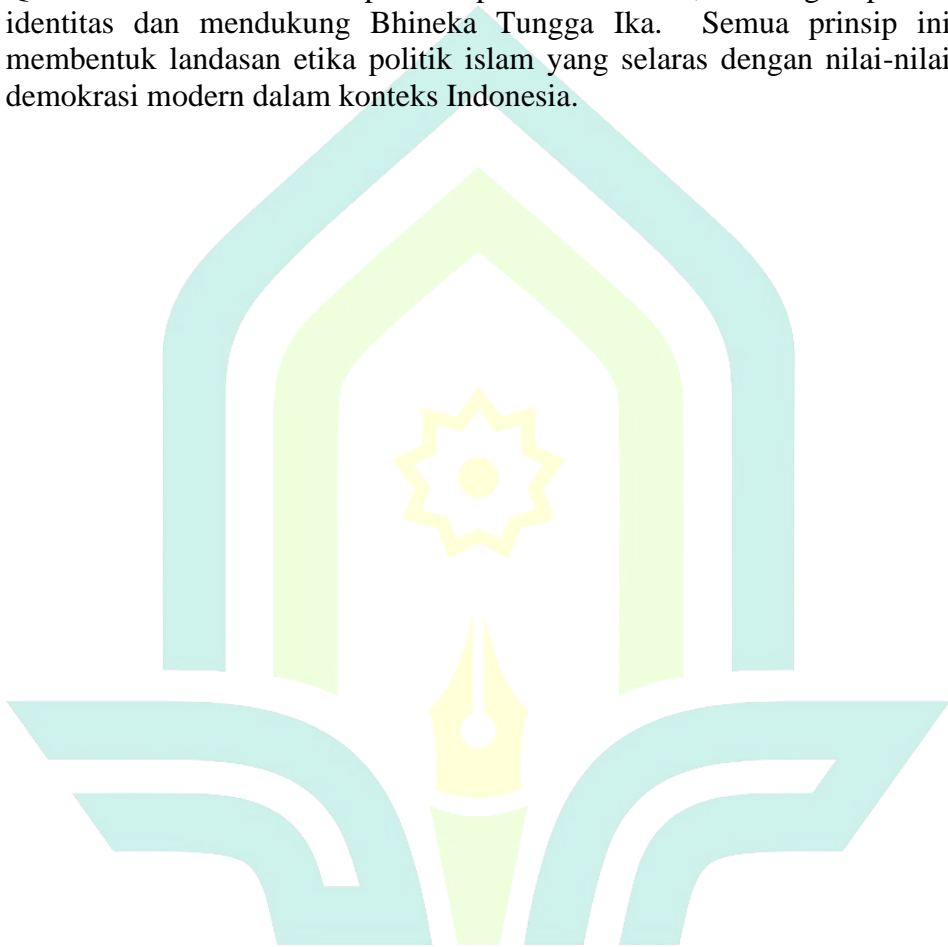 identitas dan mendukung Bhineka Tungga Ika. Semua prinsip ini
membentuk landasan etika politik islam yang selaras dengan nilai-nilai
demokrasi modern dalam konteks Indonesia.